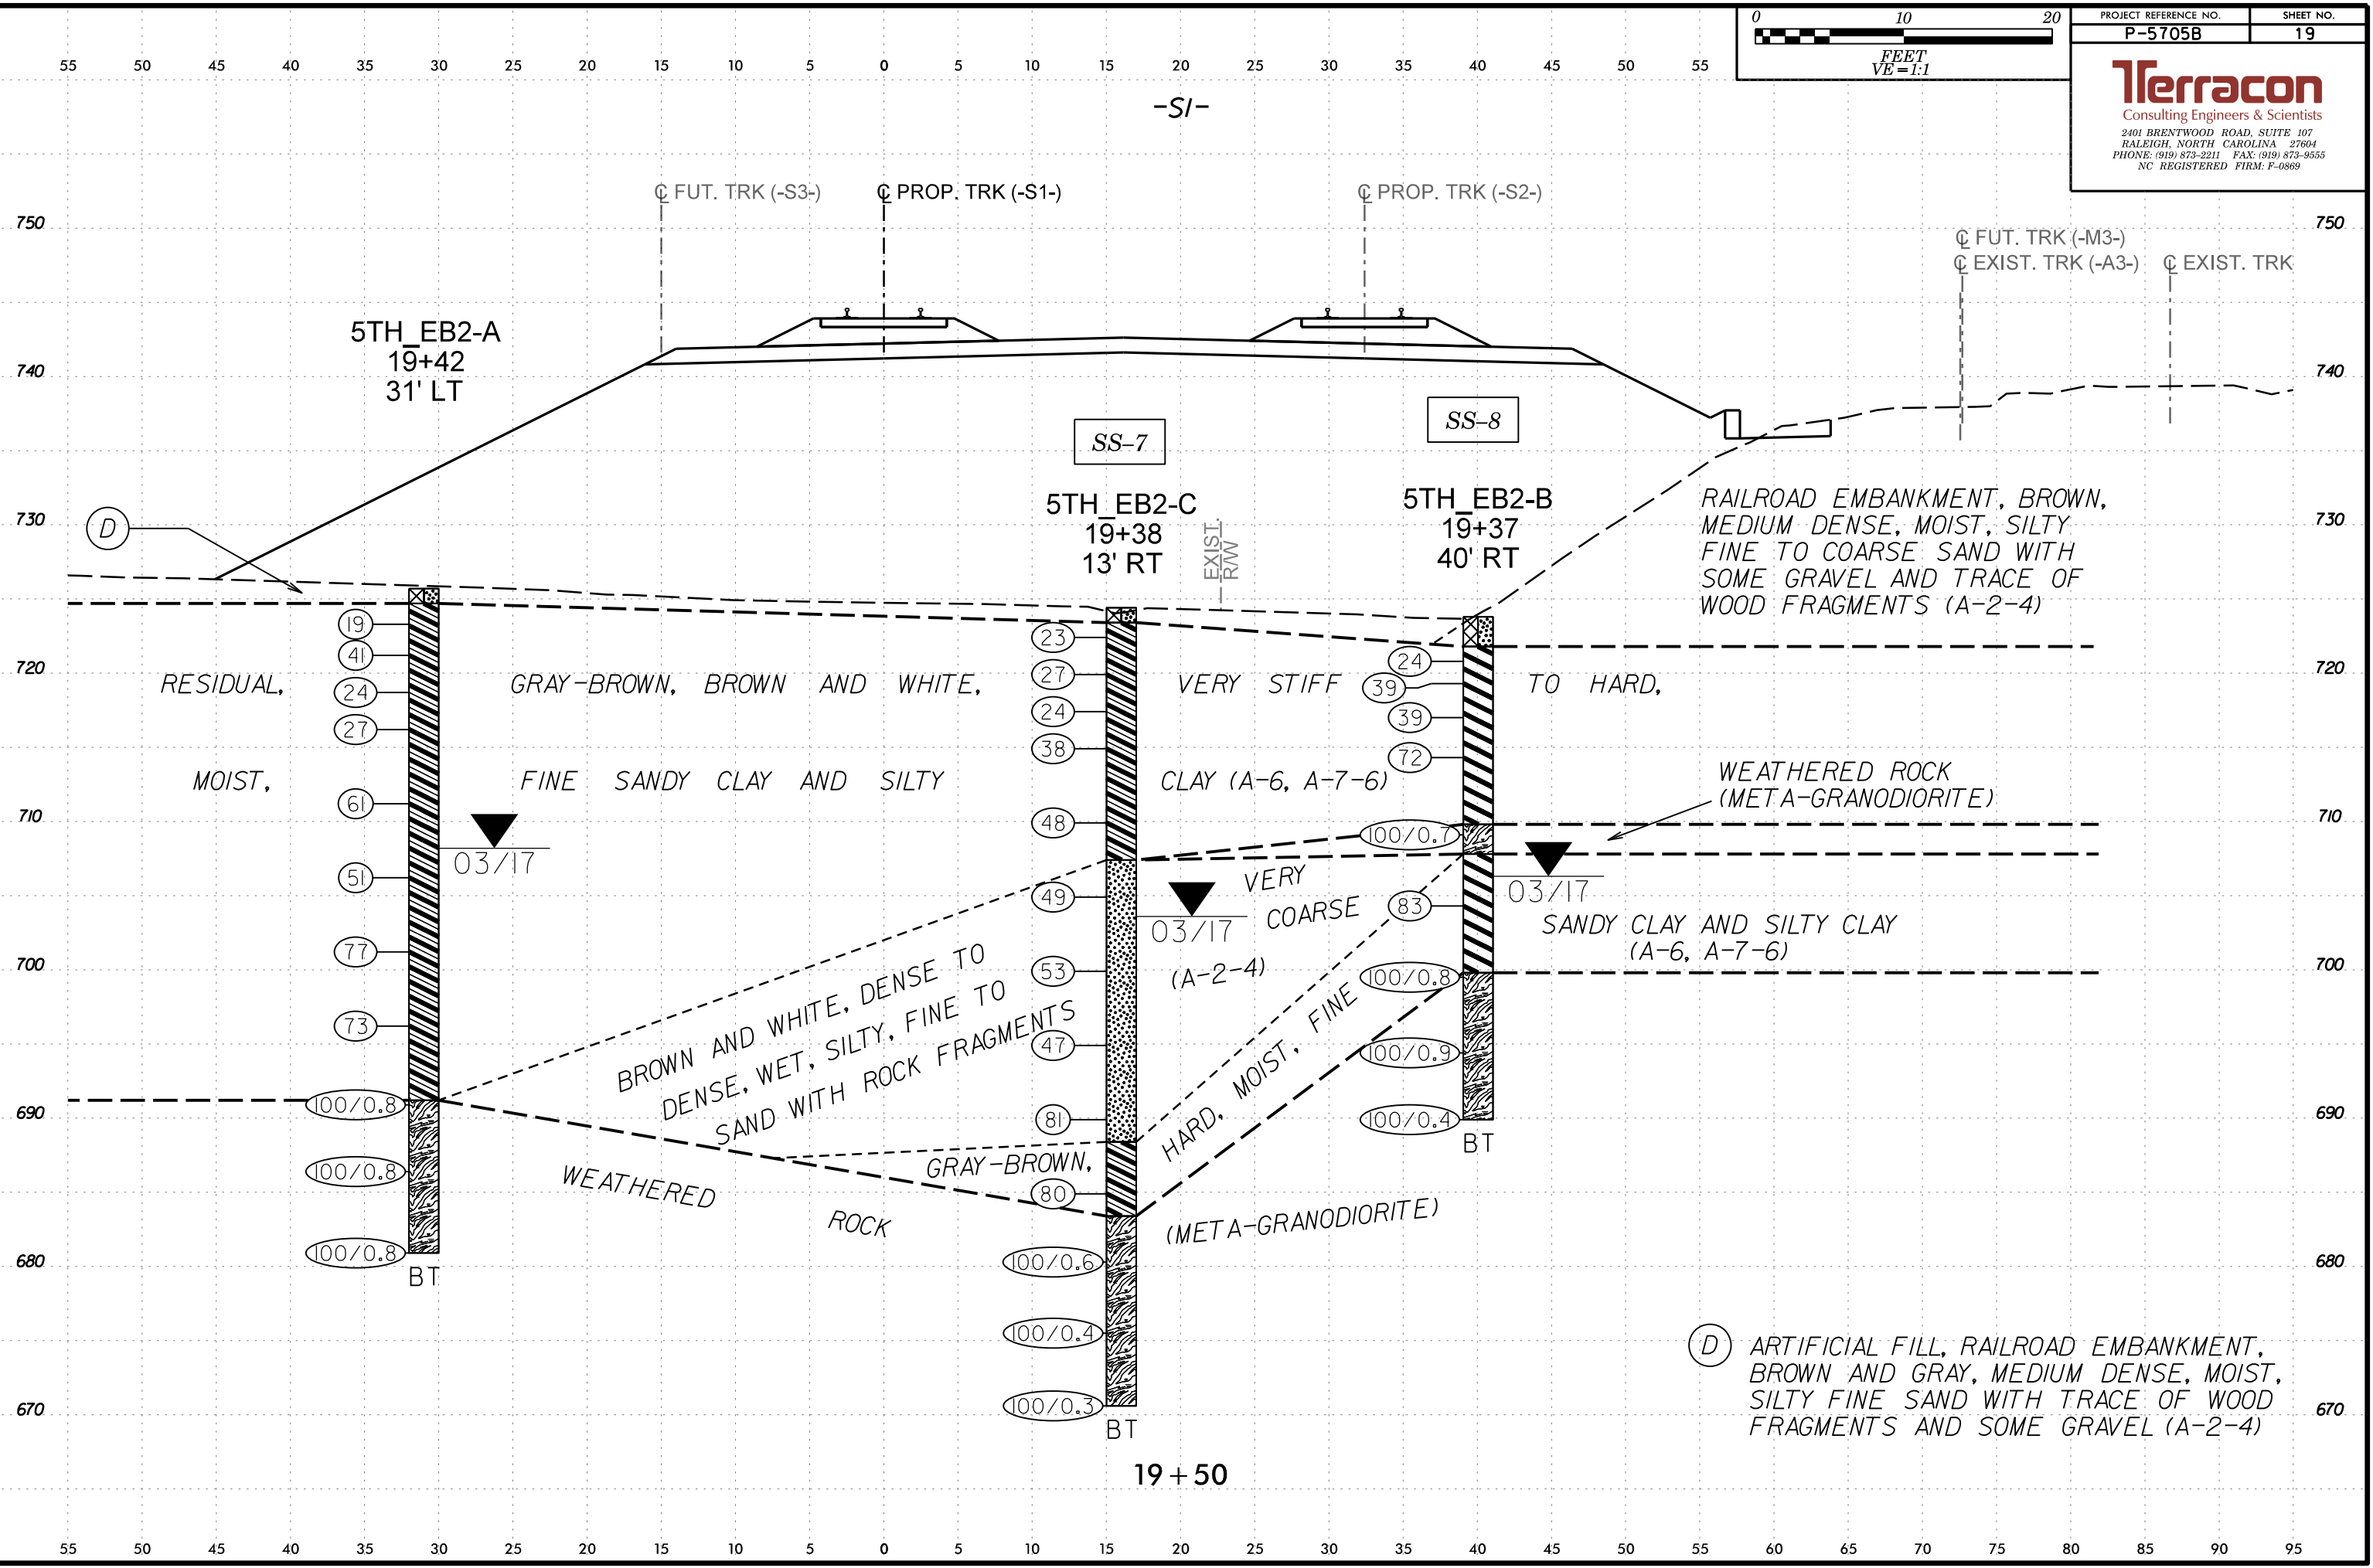 0 10 20
FEET
VE=1:1
PROJECT REFERENCE NO. SHEET NO.
P-5705B 19
Terracon
Consulting Engineers & Scientists
2401 BRENTWOOD ROAD, SUITE 107
RALEIGH, NORTH CAROLINA 27604
PHONE: (919) 873-2211 FAX: (919) 873-9555
NC REGISTERED FIRM: F-0869
55 50 45 40 35 30 25 20 15 10 5 0 5 10 15 20 25 30 35 40 45 50 55
-S1-
℄ FUT. TRK (-S3-)
℄ PROP. TRK (-S1-)
℄ PROP. TRK (-S2-)
℄ FUT. TRK (-M3-)
℄ EXIST. TRK (-A3-)
℄ EXIST. TRK
750 750
740 740
730 730
720 720
710 710
700 700
690 690
680 680
670 670
5TH_EB2-A
19+42
31' LT
SS-7
5TH_EB2-C
19+38
13' RT
EXIST.
R/W
SS-8
5TH_EB2-B
19+37
40' RT
D
RAILROAD EMBANKMENT, BROWN,
MEDIUM DENSE, MOIST, SILTY
FINE TO COARSE SAND WITH
SOME GRAVEL AND TRACE OF
WOOD FRAGMENTS (A-2-4)
19
41
24
27
61
51
77
73
100/0.8
100/0.8
100/0.8
BT
03/17
23
27
24
38
48
49
53
47
81
80
100/0.6
100/0.4
100/0.3
BT
03/17
24
39
39
72
100/0.7
83
100/0.8
100/0.9
100/0.4
BT
03/17
RESIDUAL, GRAY-BROWN, BROWN AND WHITE, VERY STIFF TO HARD,
MOIST, FINE SANDY CLAY AND SILTY CLAY (A-6, A-7-6)
WEATHERED ROCK
(META-GRANODIORITE)
BROWN AND WHITE, DENSE TO VERY
DENSE, WET, SILTY, FINE TO COARSE
SAND WITH ROCK FRAGMENTS (A-2-4)
GRAY-BROWN, HARD, MOIST, FINE
SANDY CLAY AND SILTY CLAY
(A-6, A-7-6)
WEATHERED ROCK (META-GRANODIORITE)
D ARTIFICIAL FILL, RAILROAD EMBANKMENT,
BROWN AND GRAY, MEDIUM DENSE, MOIST,
SILTY FINE SAND WITH TRACE OF WOOD
FRAGMENTS AND SOME GRAVEL (A-2-4)
19+50
55 50 45 40 35 30 25 20 15 10 5 0 5 10 15 20 25 30 35 40 45 50 55 60 65 70 75 80 85 90 95